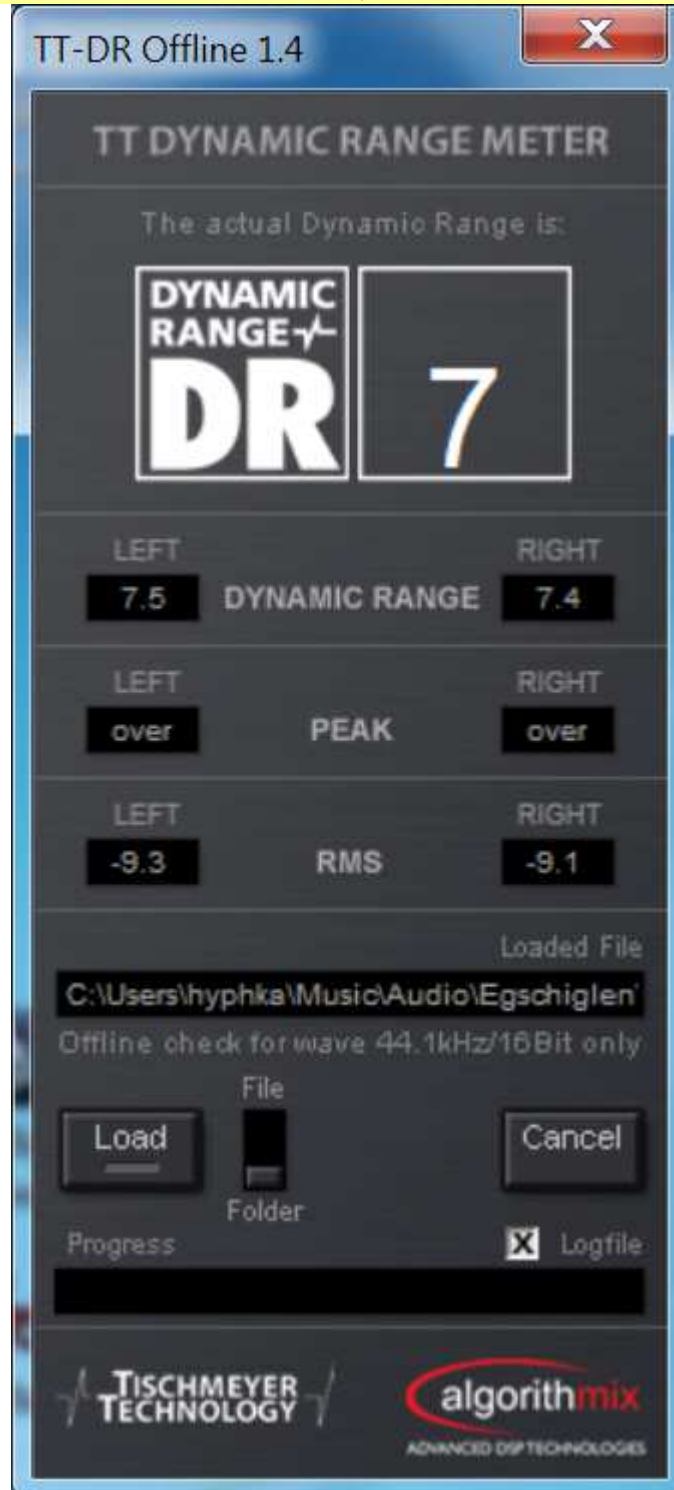 TT-DR Offline 1.4
TT DYNAMIC RANGE METER
The actual Dynamic Range is:
DYNAMIC
RANGE
DR
7
LEFT RIGHT
7.5 DYNAMIC RANGE 7.4
LEFT RIGHT
over PEAK over
LEFT RIGHT
-9.3 RMS -9.1
Loaded File
C:\Users\hyphka\Music\Audio\Egschiglen\
Offline check for wave 44.1kHz/16Bit only
File
Load Cancel
Folder
Progress X Logfile
TISCHMEYER
TECHNOLOGY
algorithmix
ADVANCED DSP TECHNOLOGIES